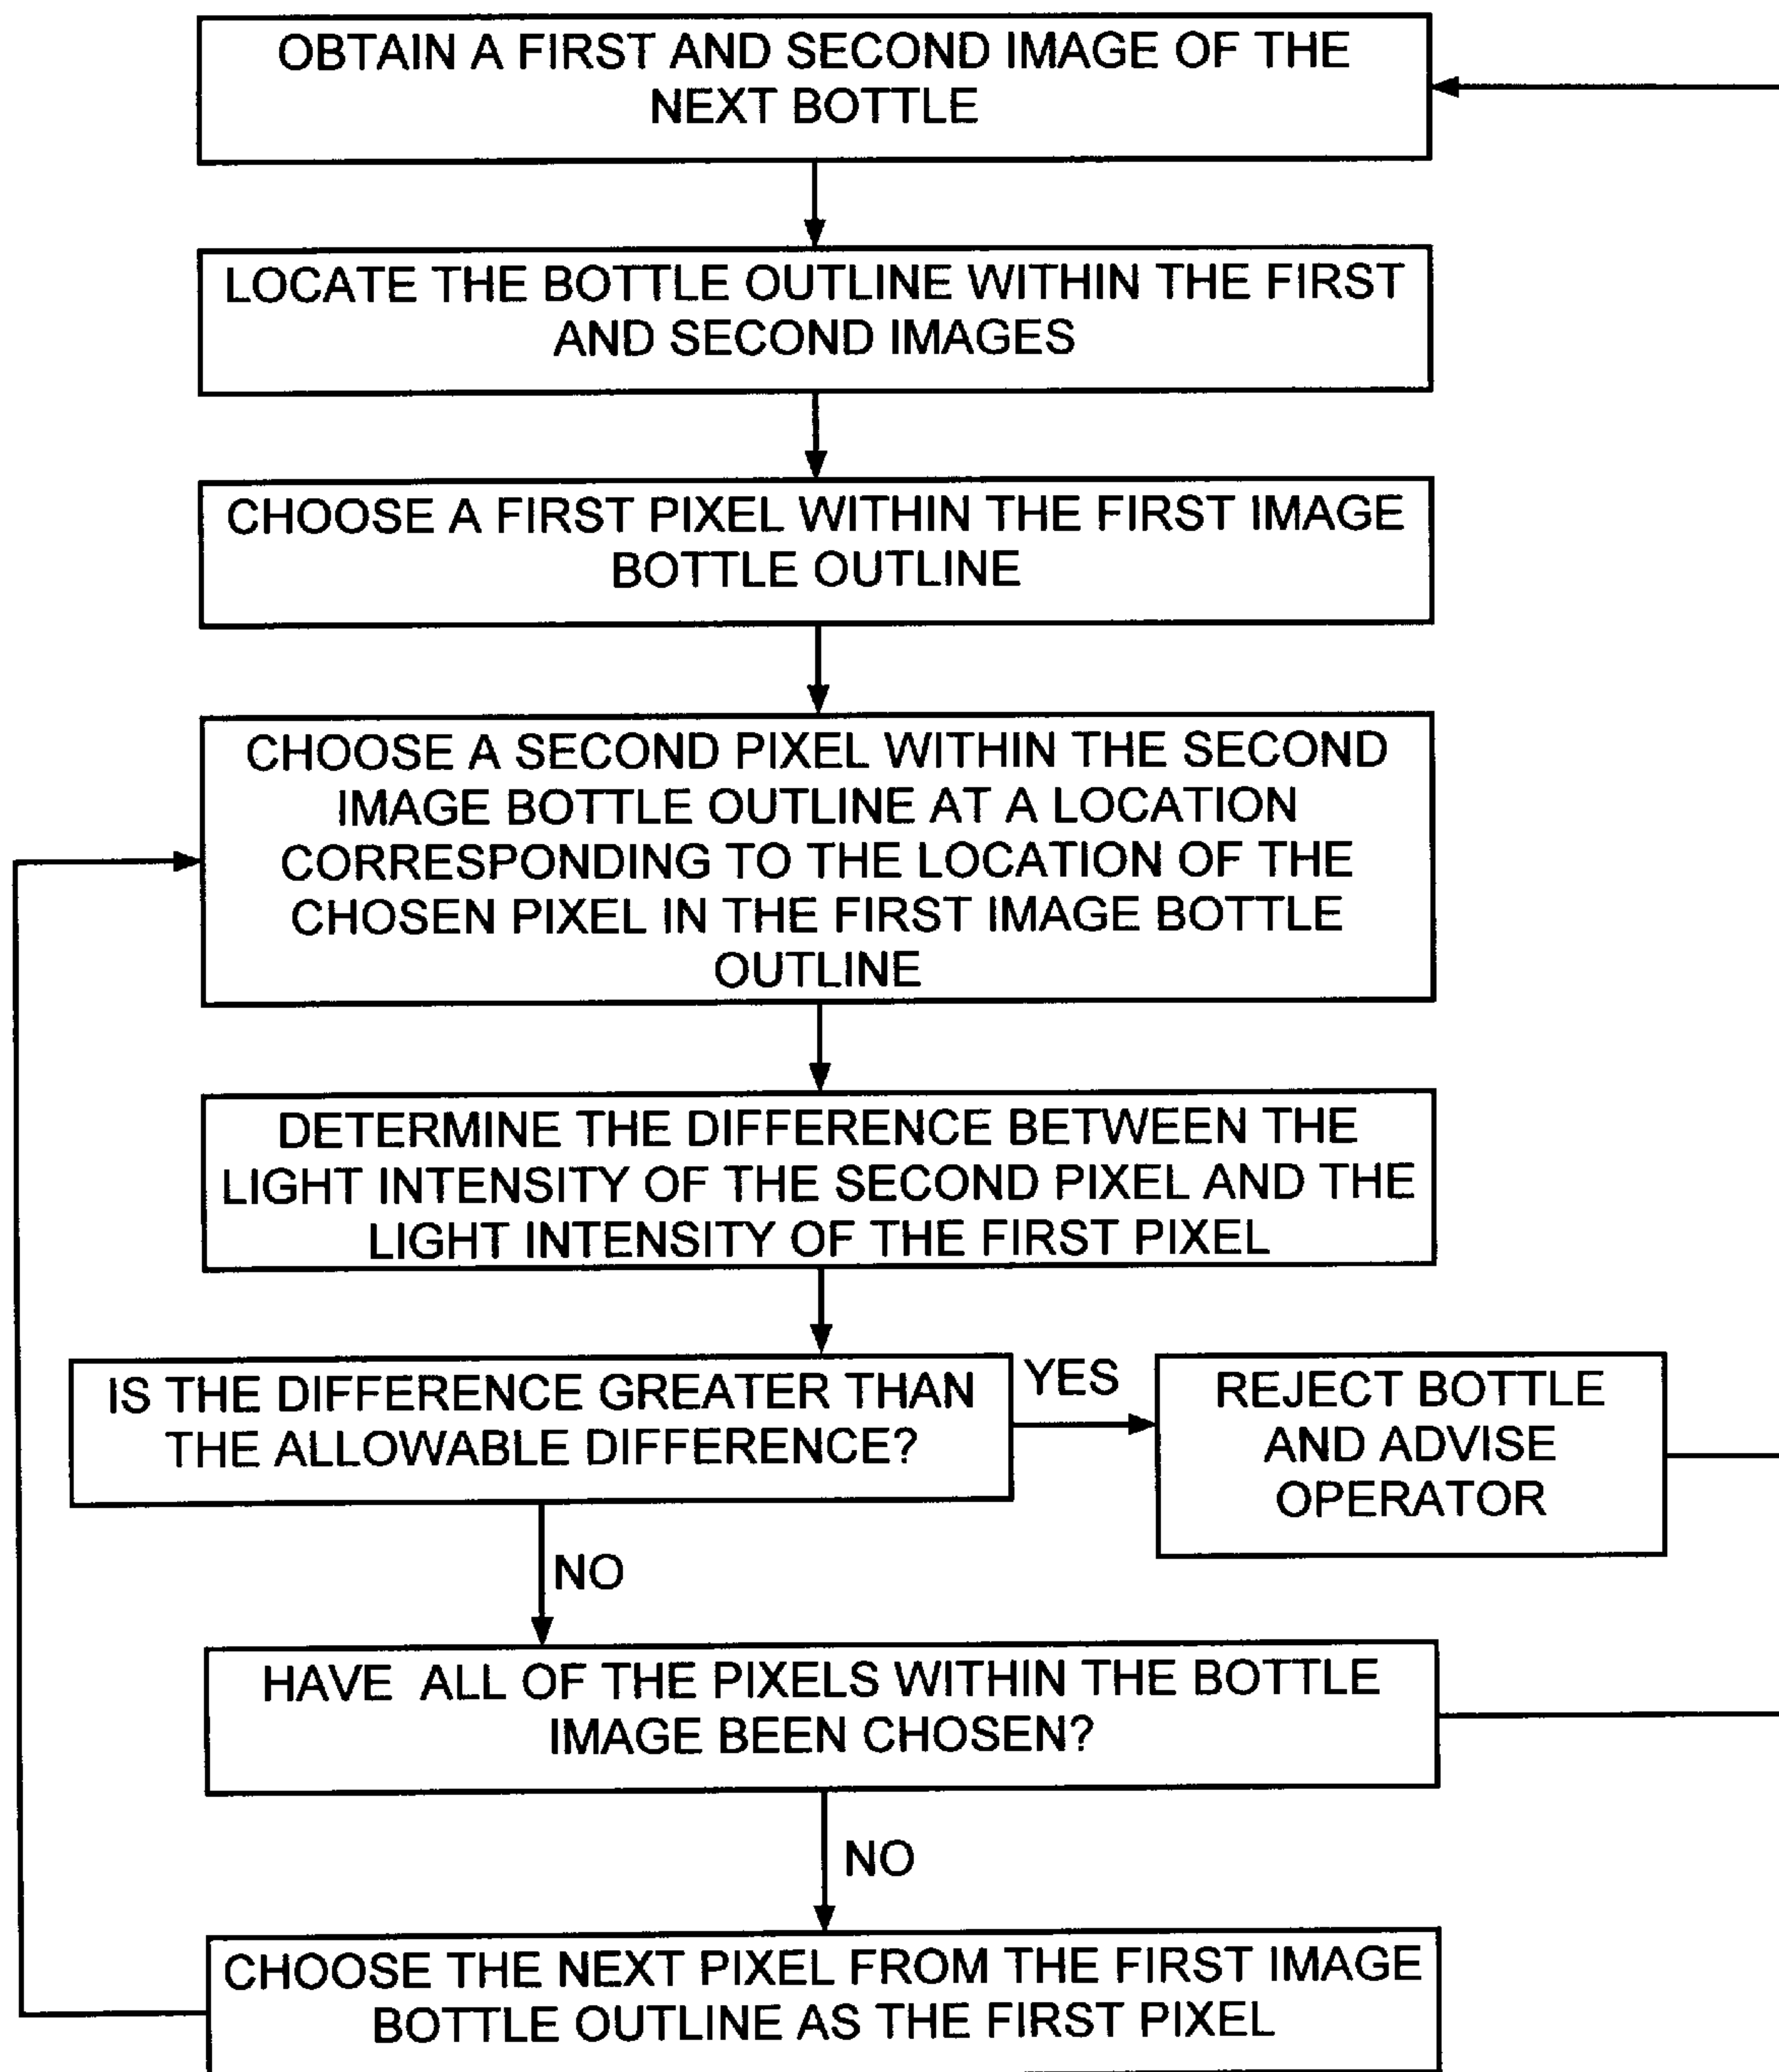 OBTAIN A FIRST AND SECOND IMAGE OF THE
NEXT BOTTLE
LOCATE THE BOTTLE OUTLINE WITHIN THE FIRST
AND SECOND IMAGES
CHOOSE A FIRST PIXEL WITHIN THE FIRST IMAGE
BOTTLE OUTLINE
CHOOSE A SECOND PIXEL WITHIN THE SECOND
IMAGE BOTTLE OUTLINE AT A LOCATION
CORRESPONDING TO THE LOCATION OF THE
CHOSEN PIXEL IN THE FIRST IMAGE BOTTLE
OUTLINE
DETERMINE THE DIFFERENCE BETWEEN THE
LIGHT INTENSITY OF THE SECOND PIXEL AND THE
LIGHT INTENSITY OF THE FIRST PIXEL
IS THE DIFFERENCE GREATER THAN
THE ALLOWABLE DIFFERENCE?
YES
REJECT BOTTLE
AND ADVISE
OPERATOR
NO
HAVE ALL OF THE PIXELS WITHIN THE BOTTLE
IMAGE BEEN CHOSEN?
NO
CHOOSE THE NEXT PIXEL FROM THE FIRST IMAGE
BOTTLE OUTLINE AS THE FIRST PIXEL